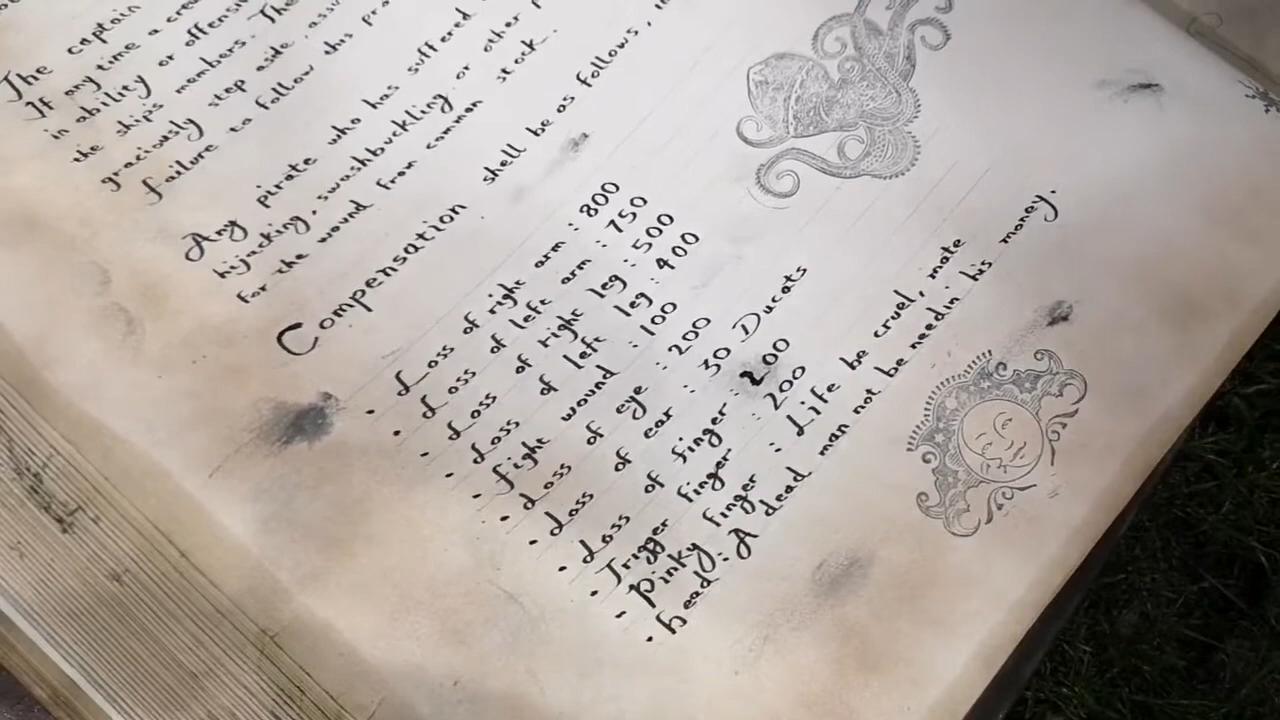 The captain
If any time a
in ability or
the ships members. The
graciously step aside,
failure to follow this
Any pirate who has suffered
hijacking, swashbuckling, or other
for the wound from common stock.
Compensation shall be as follows,
• Loss of right arm : 800
• Loss of left arm : 750
• Loss of right leg : 500
• Loss of left leg : 400
• Fight wound : 100
• Loss of eye : 200
• Loss of ear : 30 Ducats
• Loss of finger : 200
• Trigger finger : 200
• Pinky finger : Life be cruel, mate
• head : A dead man not be needin' his money.